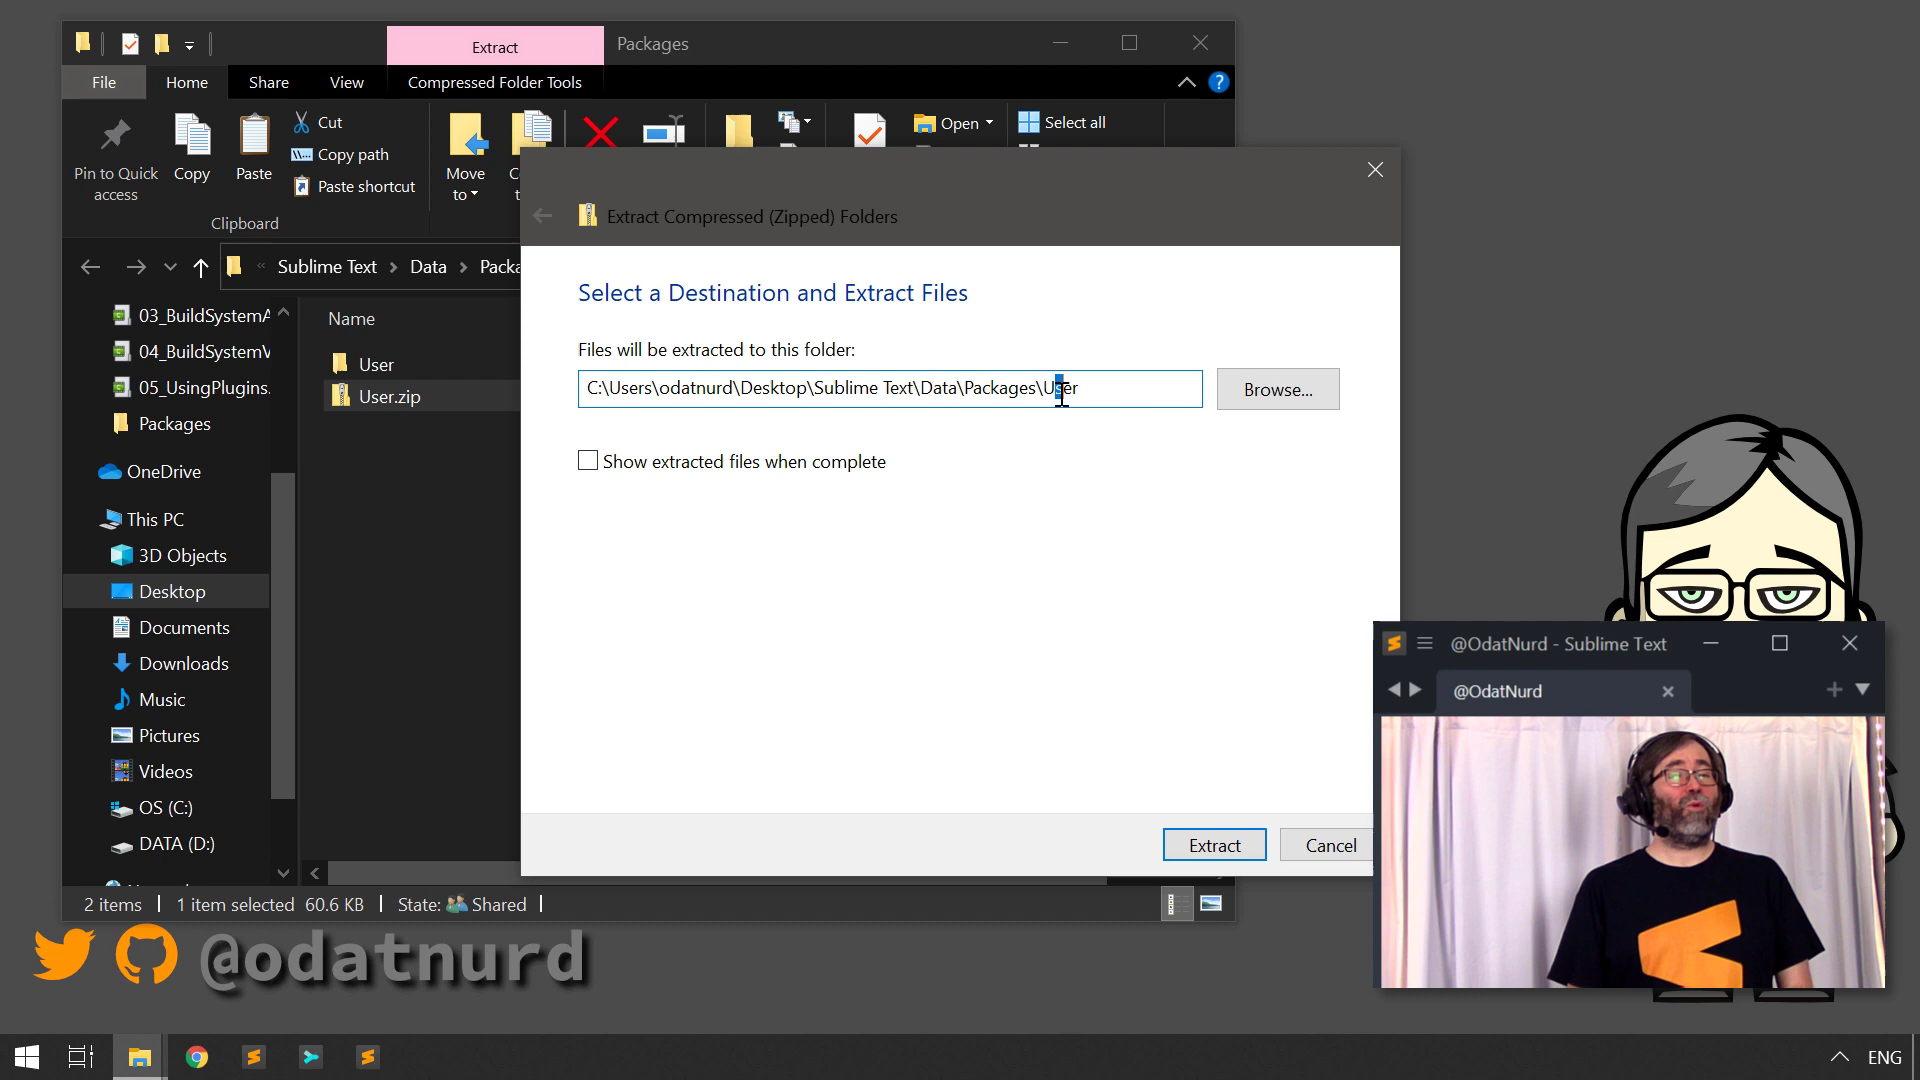 Extract
Packages
File
Home
Share
View
Compressed Folder Tools
Pin to Quick access
Copy
Paste
Cut
Copy path
Paste shortcut
Clipboard
Move to
Open
Select all
Sublime Text > Data >
Extract Compressed (Zipped) Folders
Select a Destination and Extract Files
Files will be extracted to this folder:
C:\Users\odatnurd\Desktop\Sublime Text\Data\Packages\User
Browse...
Show extracted files when complete
Extract
Cancel
Name
User
User.zip
03_BuildSystemA
04_BuildSystemV
05_UsingPlugins.
Packages
OneDrive
This PC
3D Objects
Desktop
Documents
Downloads
Music
Pictures
Videos
OS (C:)
DATA (D:)
2 items
1 item selected 60.6 KB
State: Shared
@OdatNurd - Sublime Text
@OdatNurd
@odatnurd
ENG